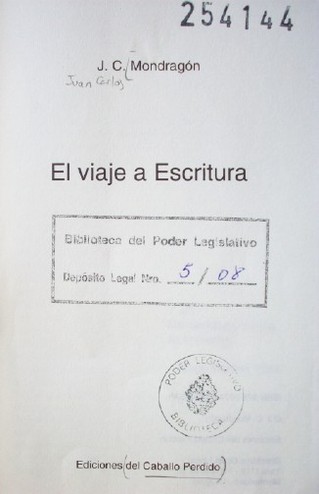 254144
J. C. Mondragón
Juan Carlos
El viaje a Escritura
Biblioteca del Poder Legislativo
Depósito Legal Nro. 5 / 08
PODER LEGISLATIVO
BIBLIOTECA
Ediciones (del Caballo Perdido)